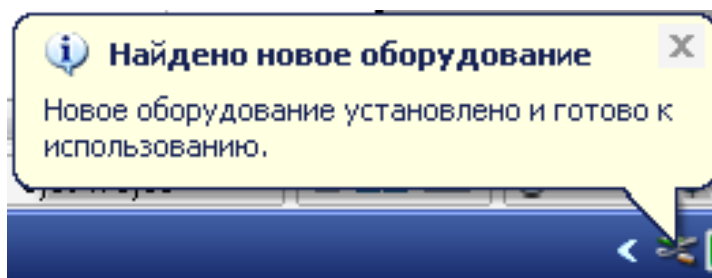 Найдено новое оборудование
Новое оборудование установлено и готово к
использованию.